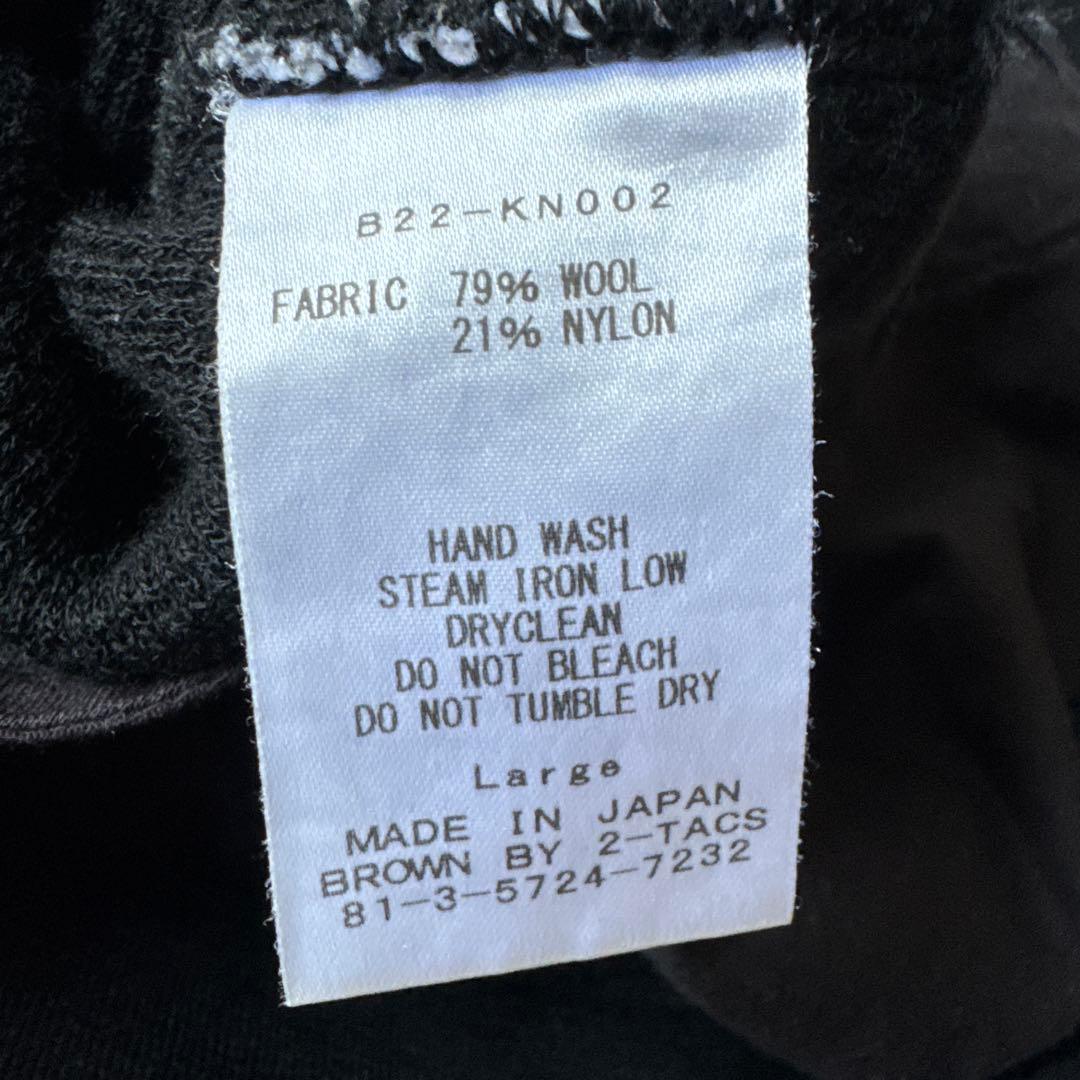 B22-KN002
FABRIC 79% WOOL
21% NYLON
HAND WASH
STEAM IRON LOW
DRYCLEAN
DO NOT BLEACH
DO NOT TUMBLE DRY
Large
MADE IN JAPAN
BROWN BY 2-TACS
81-3-5724-7232